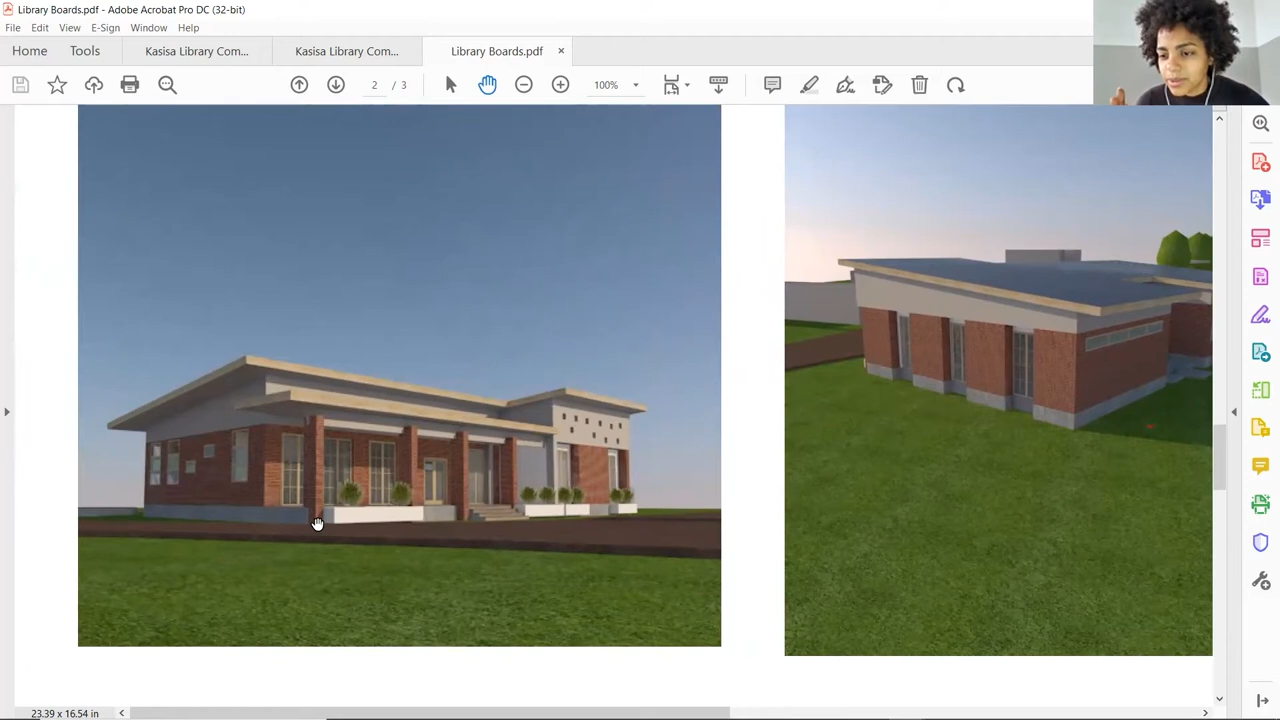 Library Boards.pdf - Adobe Acrobat Pro DC (32-bit)
File Edit View E-Sign Window Help
Home Tools Kasisa Library Com... Kasisa Library Com... Library Boards.pdf ×
2 / 3 100%
23.39 x 16.54 in